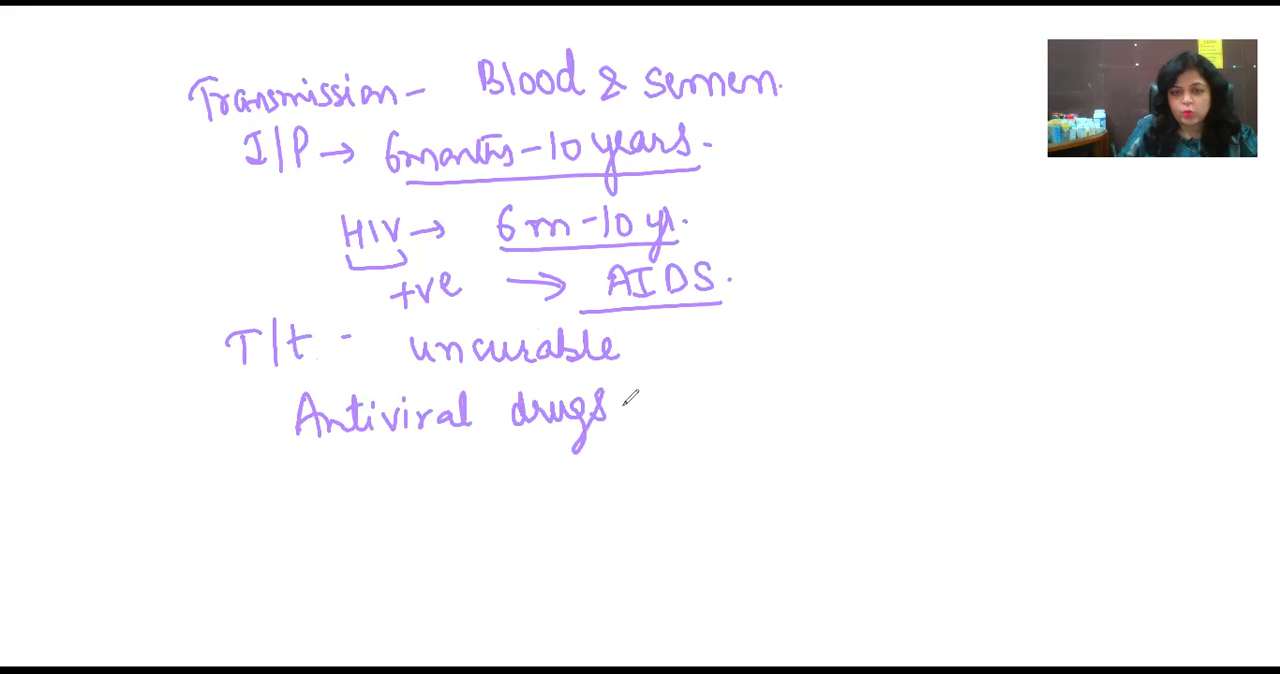 Transmission - Blood & semen.
I/P → 6months - 10 years.
HIV → 6m - 10 yr.
+ve → AIDS.
T/t - uncurable
Antiviral drugs